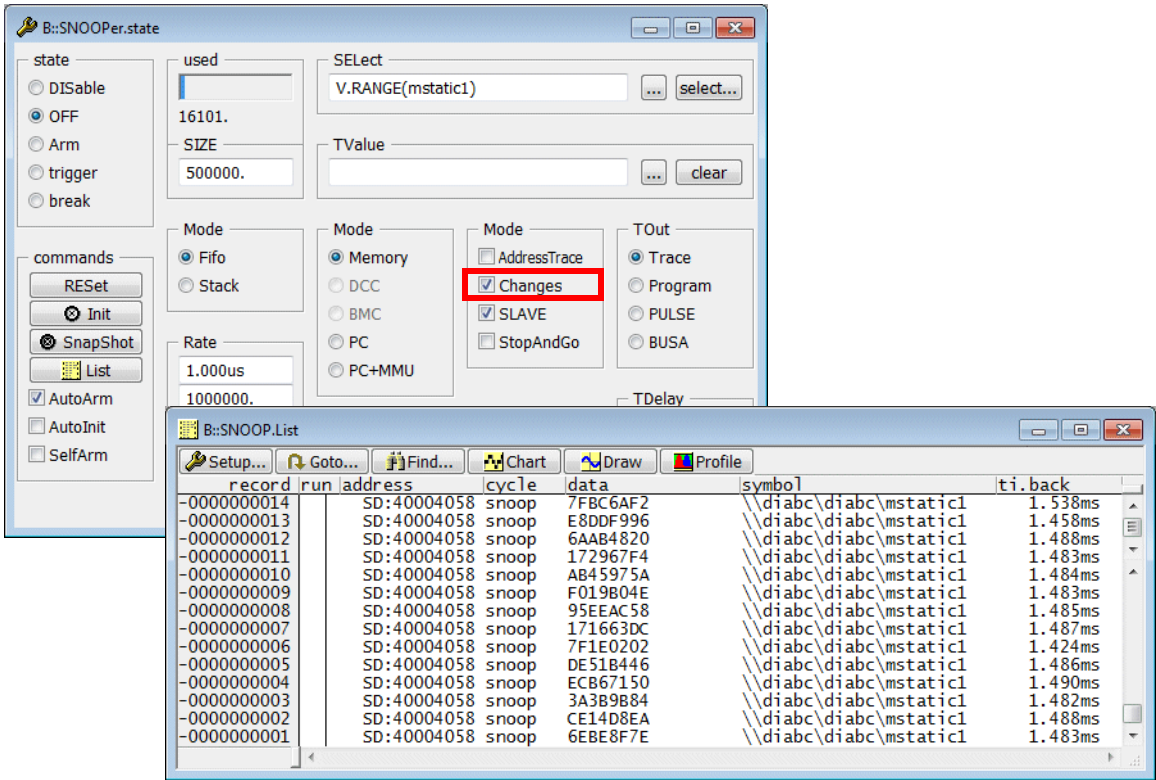 B::SNOOPer.state
state
DISable
OFF
Arm
trigger
break
used
16101.
SIZE
500000.
SELect
V.RANGE(mstatic1)
...
select...
TValue
...
clear
commands
RESet
Init
SnapShot
List
AutoArm
AutoInit
SelfArm
Mode
Fifo
Stack
Rate
1.000us
1000000.
Mode
Memory
DCC
BMC
PC
PC+MMU
Mode
AddressTrace
Changes
SLAVE
StopAndGo
TOut
Trace
Program
PULSE
BUSA
TDelay
B::SNOOP.List
Setup... Goto... Find... Chart Draw Profile
record run address cycle data symbol ti.back
-0000000014 SD:40004058 snoop 7FBC6AF2 \\diabc\diabc\mstatic1 1.538ms
-0000000013 SD:40004058 snoop E8DDF996 \\diabc\diabc\mstatic1 1.458ms
-0000000012 SD:40004058 snoop 6AAB4820 \\diabc\diabc\mstatic1 1.488ms
-0000000011 SD:40004058 snoop 172967F4 \\diabc\diabc\mstatic1 1.483ms
-0000000010 SD:40004058 snoop AB45975A \\diabc\diabc\mstatic1 1.484ms
-0000000009 SD:40004058 snoop F019B04E \\diabc\diabc\mstatic1 1.483ms
-0000000008 SD:40004058 snoop 95EEAC58 \\diabc\diabc\mstatic1 1.485ms
-0000000007 SD:40004058 snoop 171663DC \\diabc\diabc\mstatic1 1.487ms
-0000000006 SD:40004058 snoop 7F1E0202 \\diabc\diabc\mstatic1 1.424ms
-0000000005 SD:40004058 snoop DE51B446 \\diabc\diabc\mstatic1 1.486ms
-0000000004 SD:40004058 snoop ECB67150 \\diabc\diabc\mstatic1 1.490ms
-0000000003 SD:40004058 snoop 3A3B9B84 \\diabc\diabc\mstatic1 1.482ms
-0000000002 SD:40004058 snoop CE14D8EA \\diabc\diabc\mstatic1 1.488ms
-0000000001 SD:40004058 snoop 6EBE8F7E \\diabc\diabc\mstatic1 1.483ms